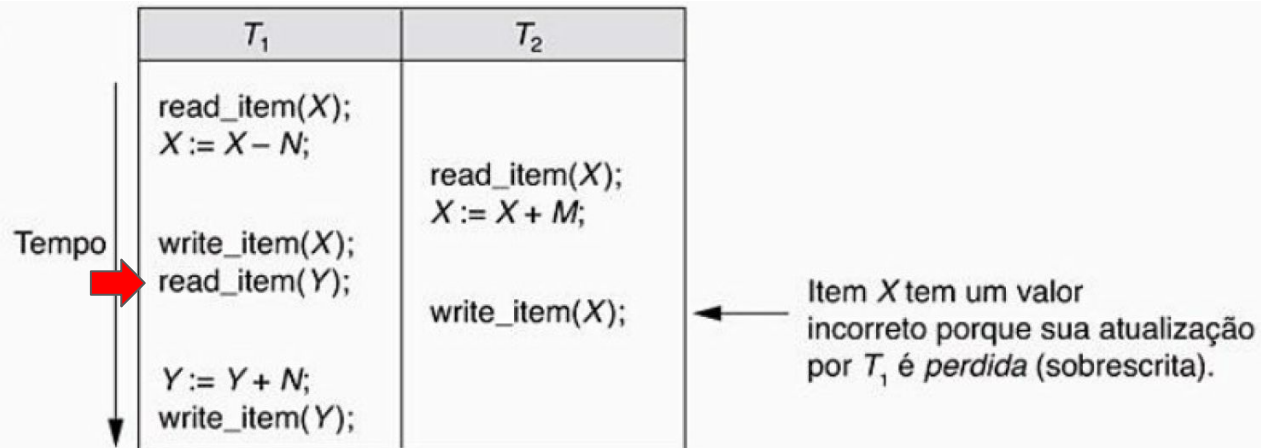 T₁ T₂
read_item(X);
X := X – N;
read_item(X);
X := X + M;
Tempo
write_item(X);
read_item(Y);
write_item(X);
Item X tem um valor
incorreto porque sua atualização
por T₁ é perdida (sobrescrita).
Y := Y + N;
write_item(Y);